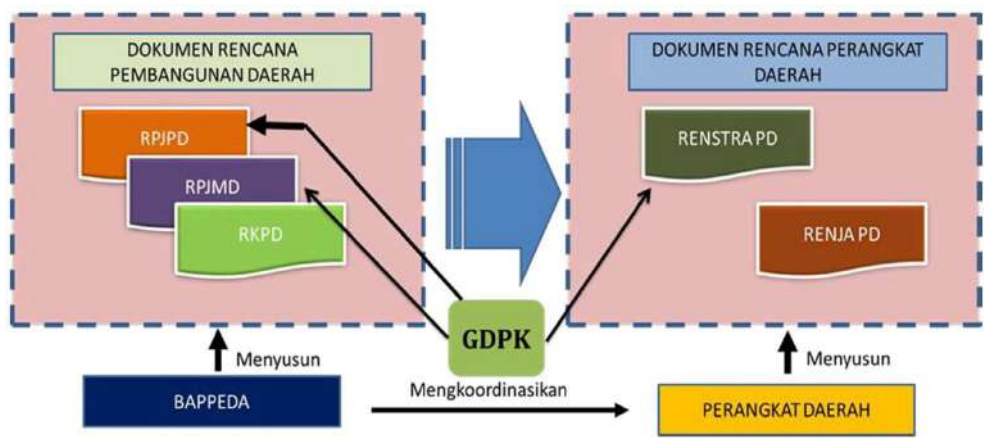 DOKUMEN RENCANA
PEMBANGUNAN DAERAH
RPJPD
RPJMD
RKPD
DOKUMEN RENCANA PERANGKAT
DAERAH
RENSTRA PD
RENJA PD
GDPK
Menyusun
Mengkoordinasikan
Menyusun
BAPPEDA
PERANGKAT DAERAH